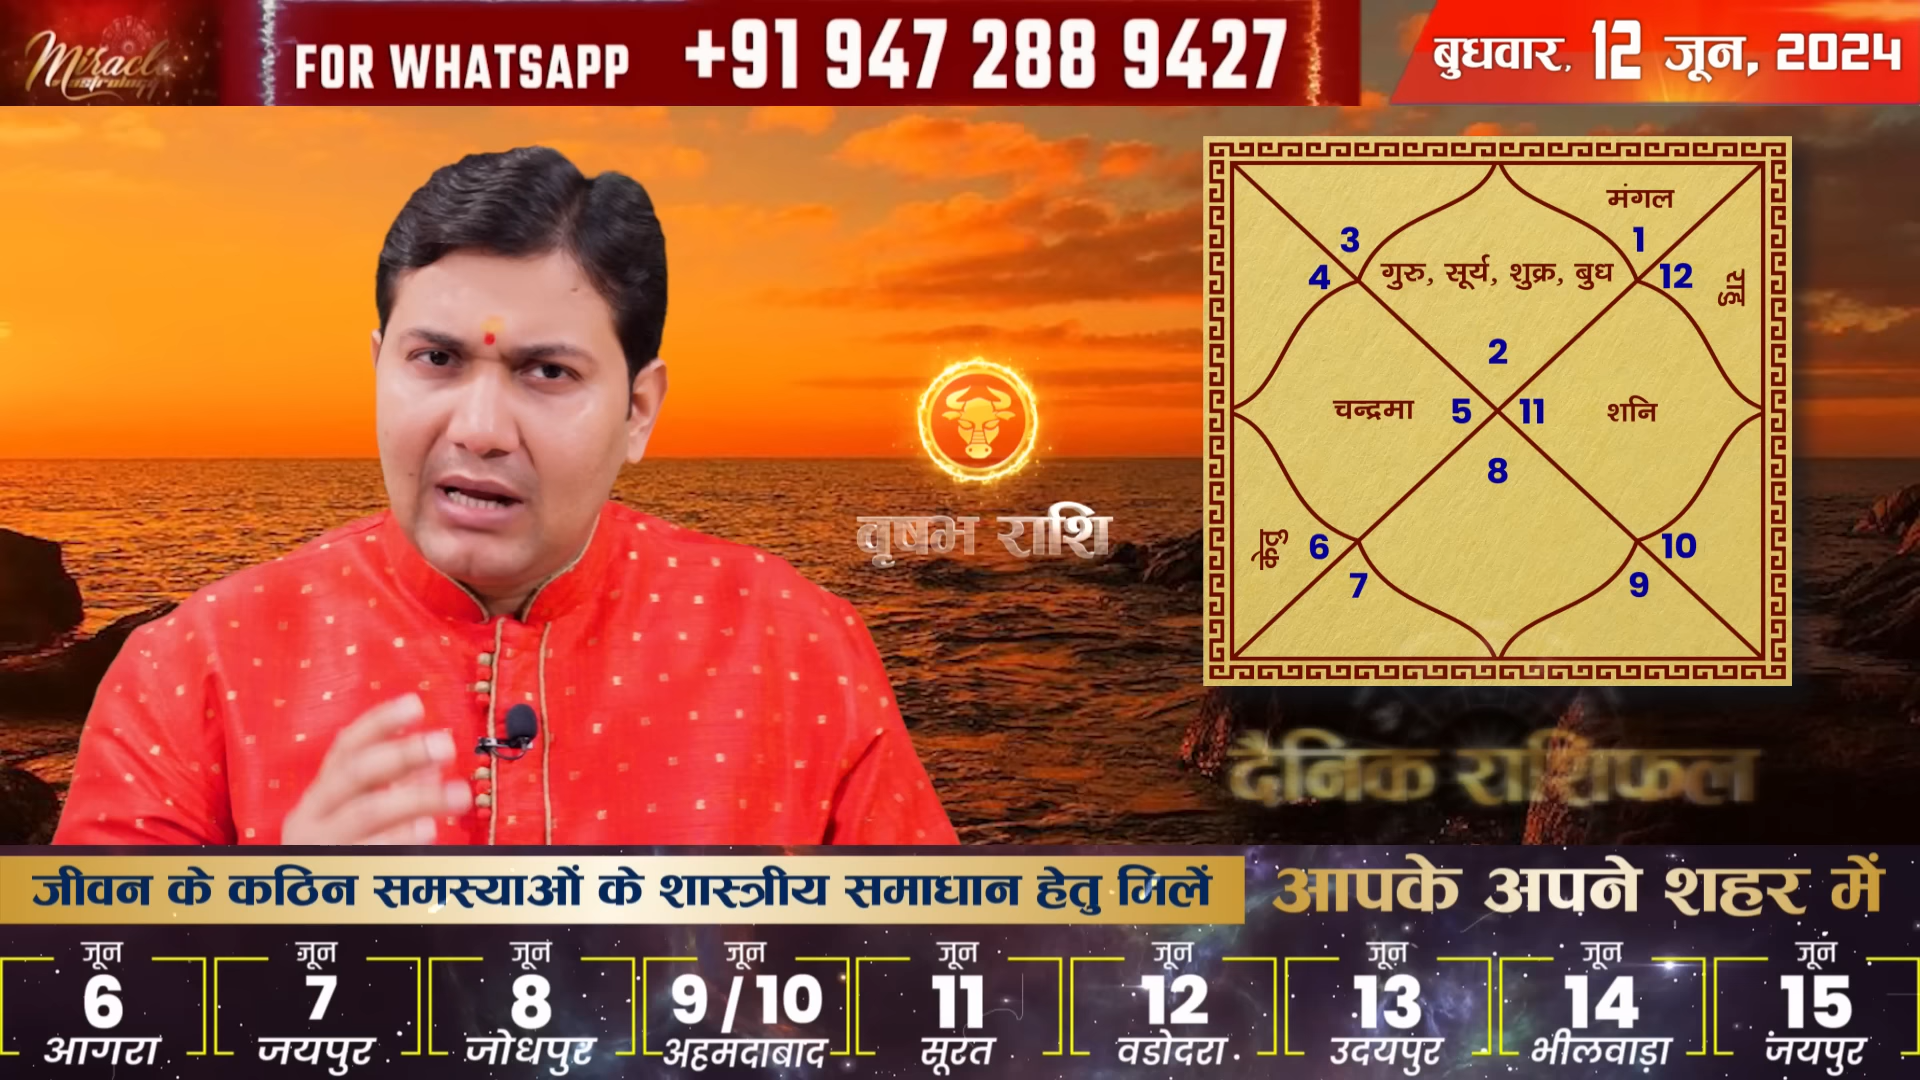 Miracle astrology
FOR WHATSAPP +91 947 288 9427
बुधवार, 12 जून, 2024
मंगल
3
1
4
गुरु, सूर्य, शुक्र, बुध
12
राहु
2
चन्द्रमा 5
11 शनि
8
केतु 6
10
7
9
वृषभ राशि
दैनिक राशिफल
जीवन के कठिन समस्याओं के शास्त्रीय समाधान हेतु मिलें
आपके अपने शहर में
जून
6
आगरा
जून
7
जयपुर
जून
8
जोधपुर
जून
9 / 10
अहमदाबाद
जून
11
सूरत
जून
12
वडोदरा
जून
13
उदयपुर
जून
14
भीलवाड़ा
जून
15
जयपुर